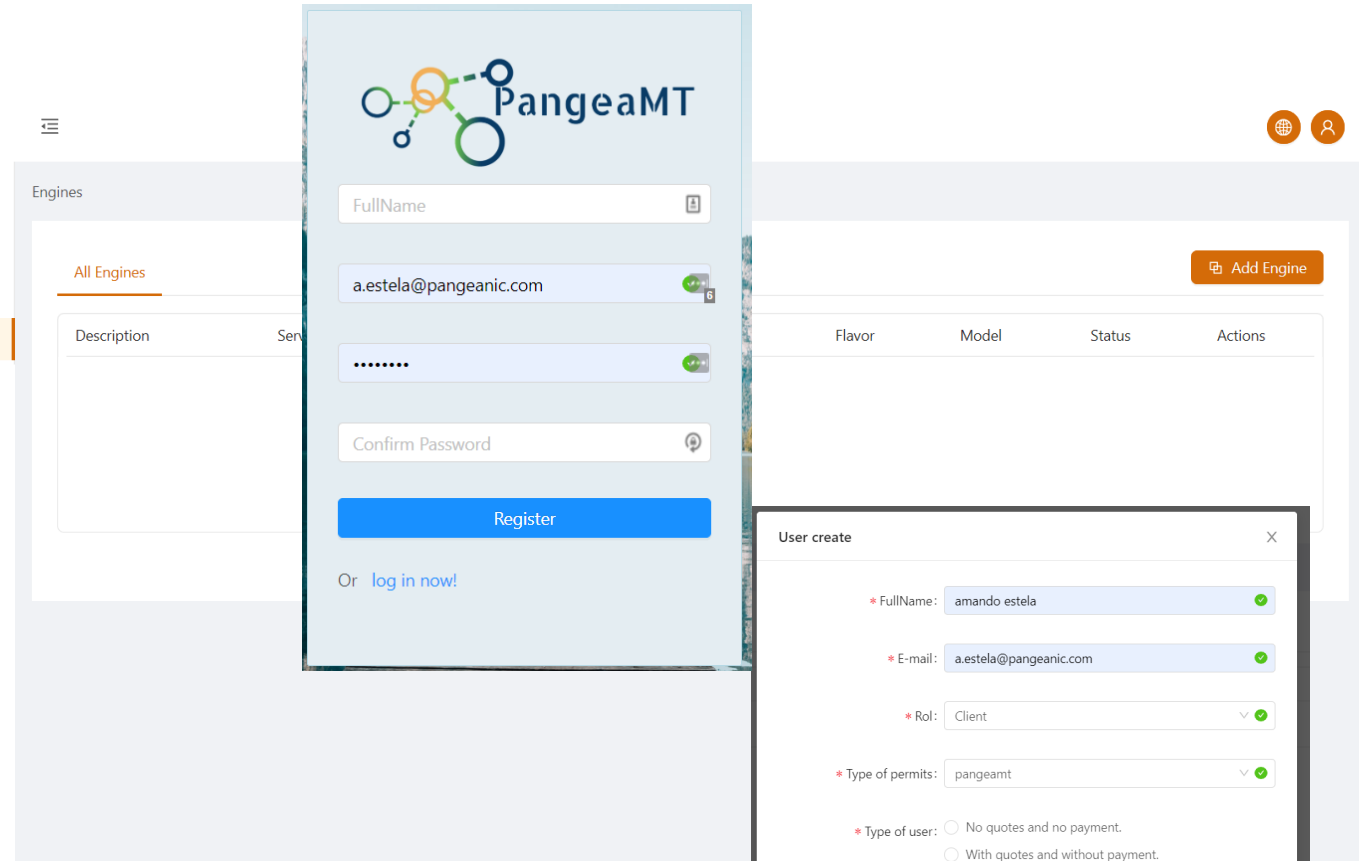 PangeaMT
FullName
a.estela@pangeanic.com
6
Confirm Password
Register
Or log in now!
Engines
All Engines
Add Engine
Description
Serv
Flavor
Model
Status
Actions
User create
* FullName: amando estela
* E-mail: a.estela@pangeanic.com
* Rol: Client
* Type of permits: pangeamt
* Type of user: No quotes and no payment.
With quotes and without payment.